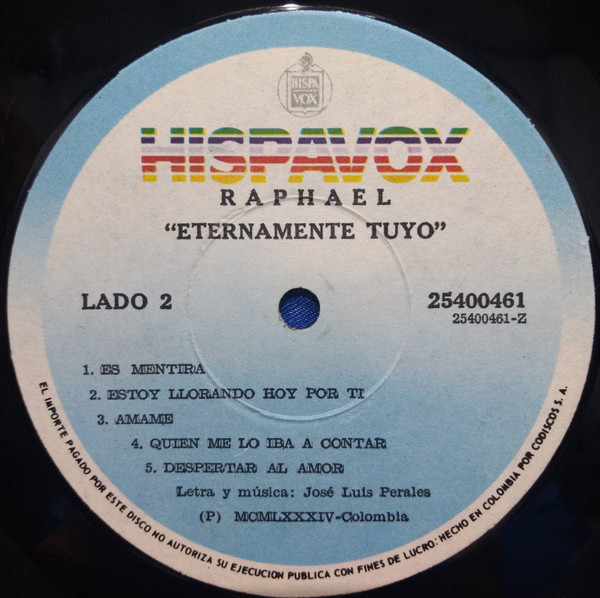 HISPA
VOX
HISPAVOX
RAPHAEL
"ETERNAMENTE TUYO"
LADO 2
25400461
25400461-Z
1. ES MENTIRA
2. ESTOY LLORANDO HOY POR TI
3. AMAME
4. QUIEN ME LO IBA A CONTAR
5. DESPERTAR AL AMOR
Letra y música: José Luis Perales
(P) MCMLXXXIV-Colombia
EL IMPORTE PAGADO POR ESTE DISCO NO AUTORIZA SU EJECUCION PUBLICA CON FINES DE LUCRO: HECHO EN COLOMBIA POR CODISCOS S. A.